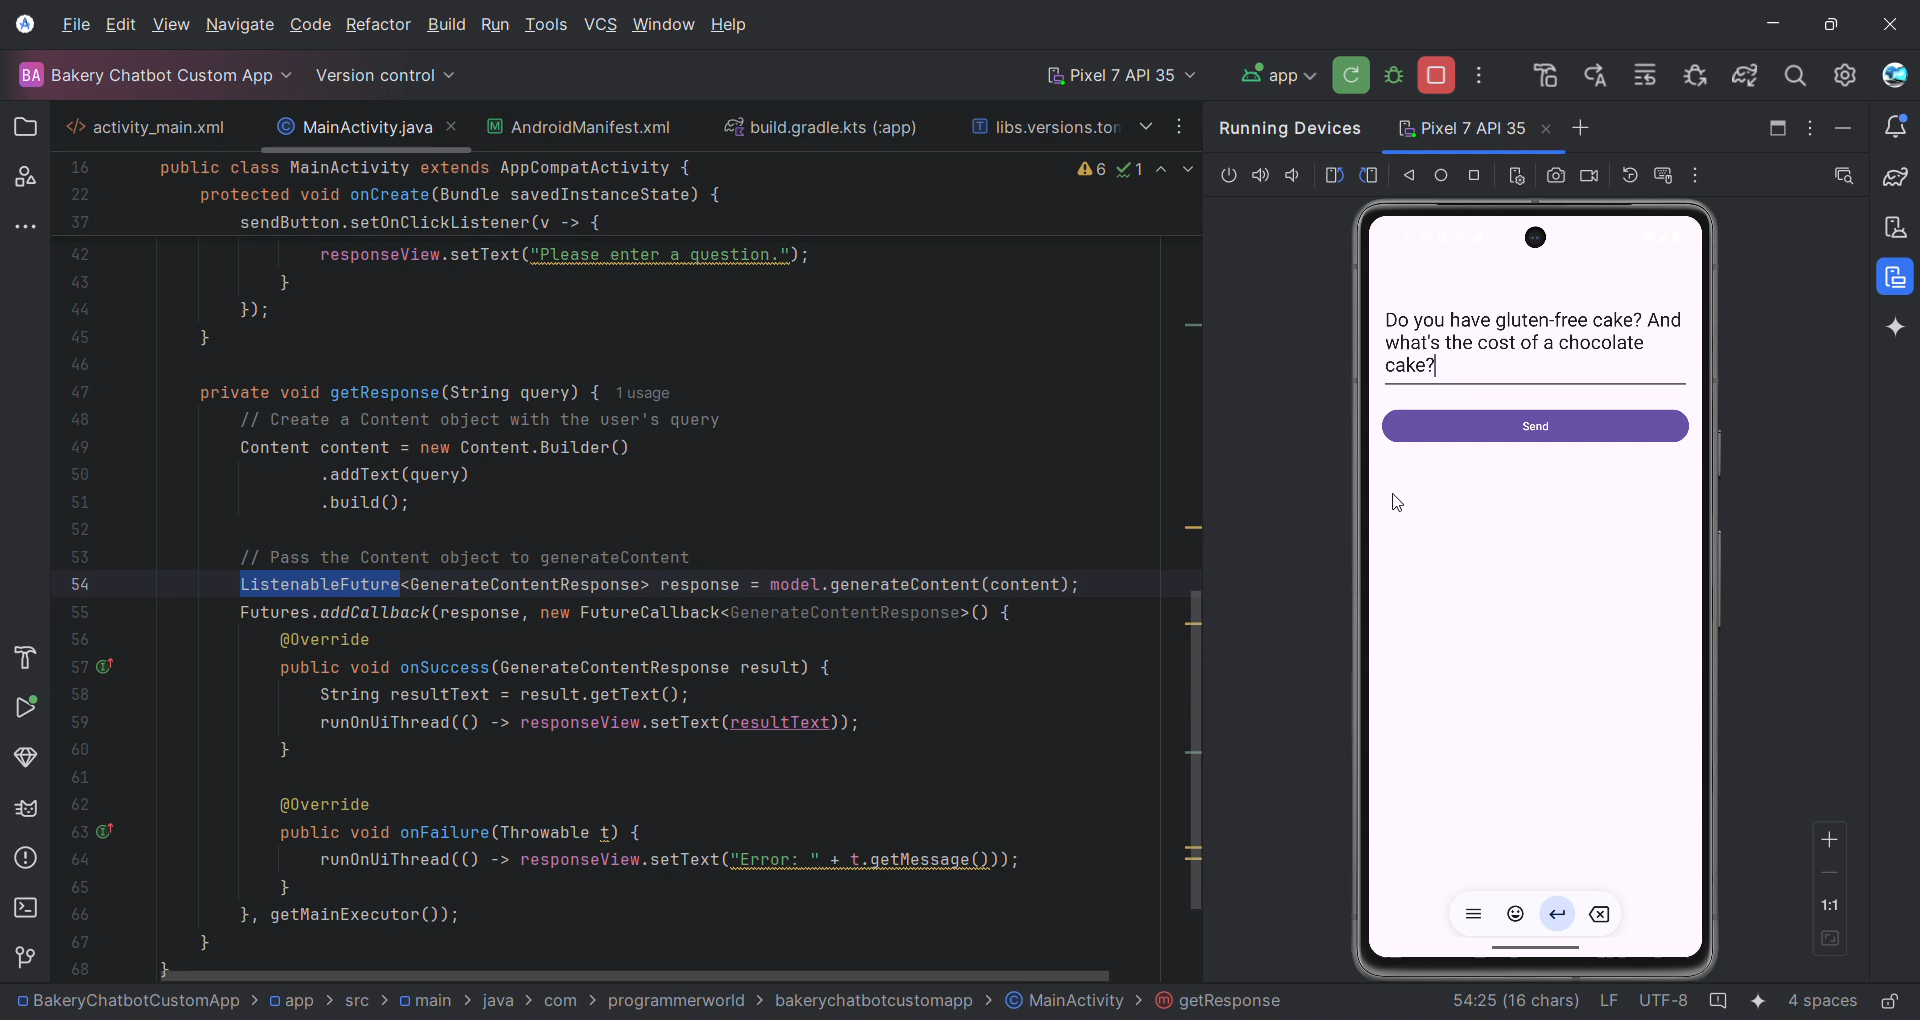 File Edit View Navigate Code Refactor Build Run Tools VCS Window Help
BA Bakery Chatbot Custom App Version control Pixel 7 API 35 app
activity_main.xml MainActivity.java AndroidManifest.xml build.gradle.kts (:app) libs.versions.tom
16 public class MainActivity extends AppCompatActivity { 6 1
22 protected void onCreate(Bundle savedInstanceState) {
37 sendButton.setOnClickListener(v -> {
42 responseView.setText("Please enter a question.");
43 }
44 });
45 }
46
47 private void getResponse(String query) { 1 usage
48 // Create a Content object with the user's query
49 Content content = new Content.Builder()
50 .addText(query)
51 .build();
52
53 // Pass the Content object to generateContent
54 ListenableFuture<GenerateContentResponse> response = model.generateContent(content);
55 Futures.addCallback(response, new FutureCallback<GenerateContentResponse>() {
56 @Override
57 public void onSuccess(GenerateContentResponse result) {
58 String resultText = result.getText();
59 runOnUiThread(() -> responseView.setText(resultText));
60 }
61
62 @Override
63 public void onFailure(Throwable t) {
64 runOnUiThread(() -> responseView.setText("Error: " + t.getMessage()));
65 }
66 }, getMainExecutor());
67 }
68 }
Running Devices Pixel 7 API 35
Do you have gluten-free cake? And
what's the cost of a chocolate
cake?
Send
1:1
BakeryChatbotCustomApp > app > src > main > java > com > programmerworld > bakerychatbotcustomapp > MainActivity > getResponse 54:25 (16 chars) LF UTF-8 4 spaces